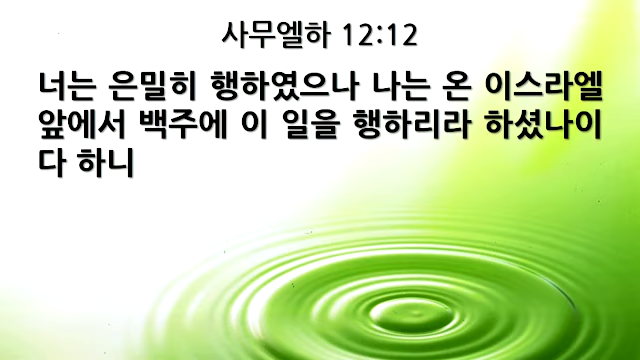 사무엘하 12:12
너는 은밀히 행하였으나 나는 온 이스라엘
앞에서 백주에 이 일을 행하리라 하셨나이
다 하니